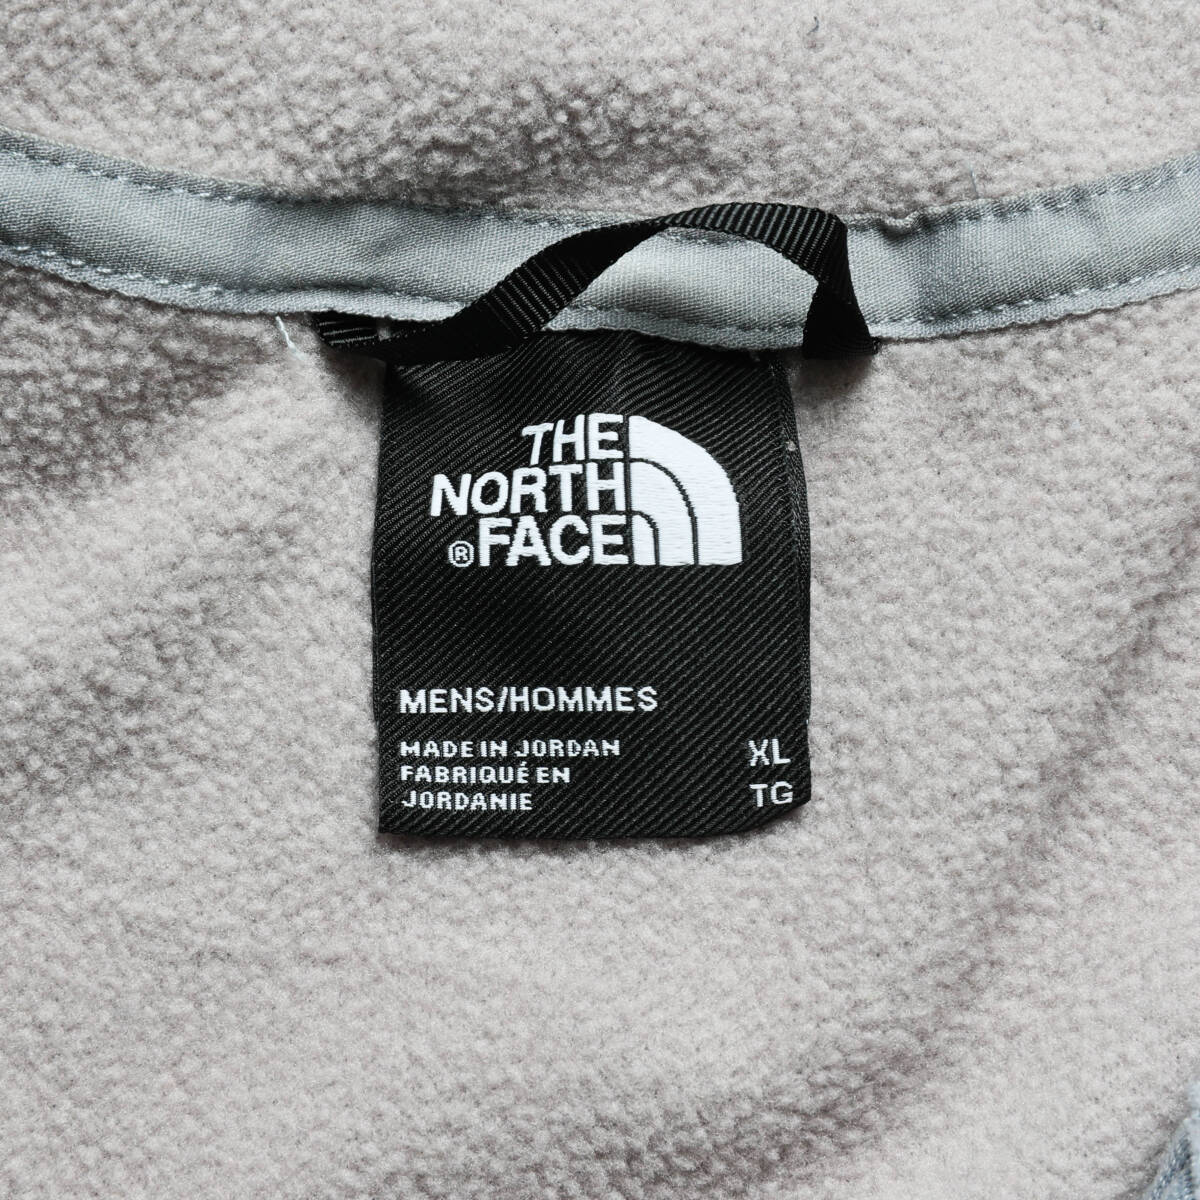 THE
NORTH
®FACE
MENS/HOMMES
MADE IN JORDAN
FABRIQUÉ EN
JORDANIE
XL
TG